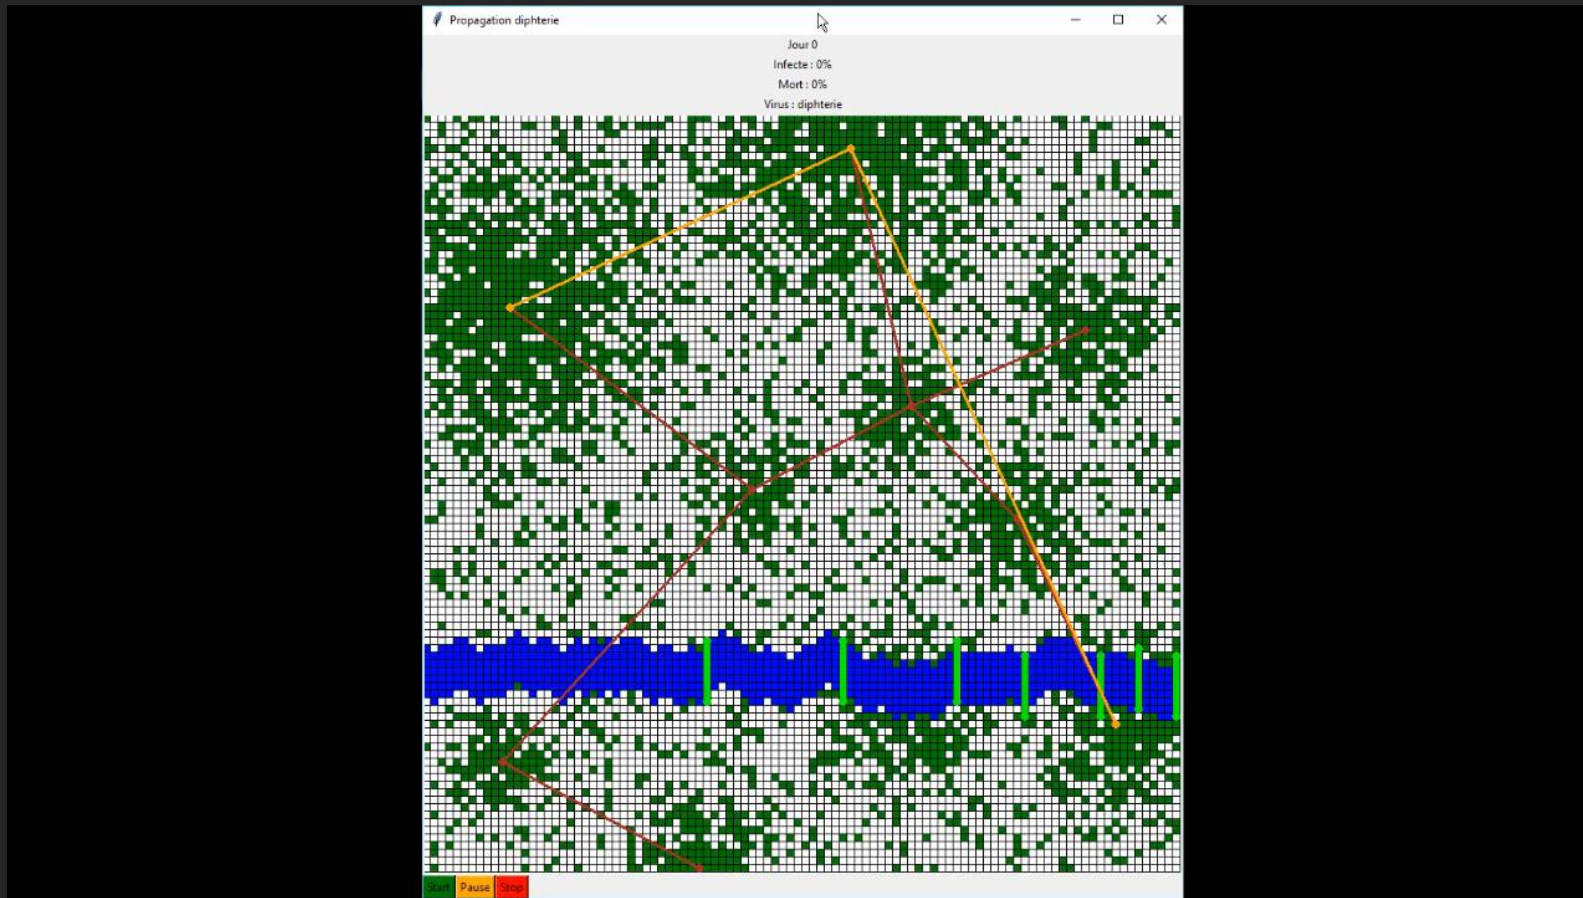 Propagation diphterie
Jour 0
Infecte : 0%
Mort : 0%
Virus : diphterie
Start Pause Stop